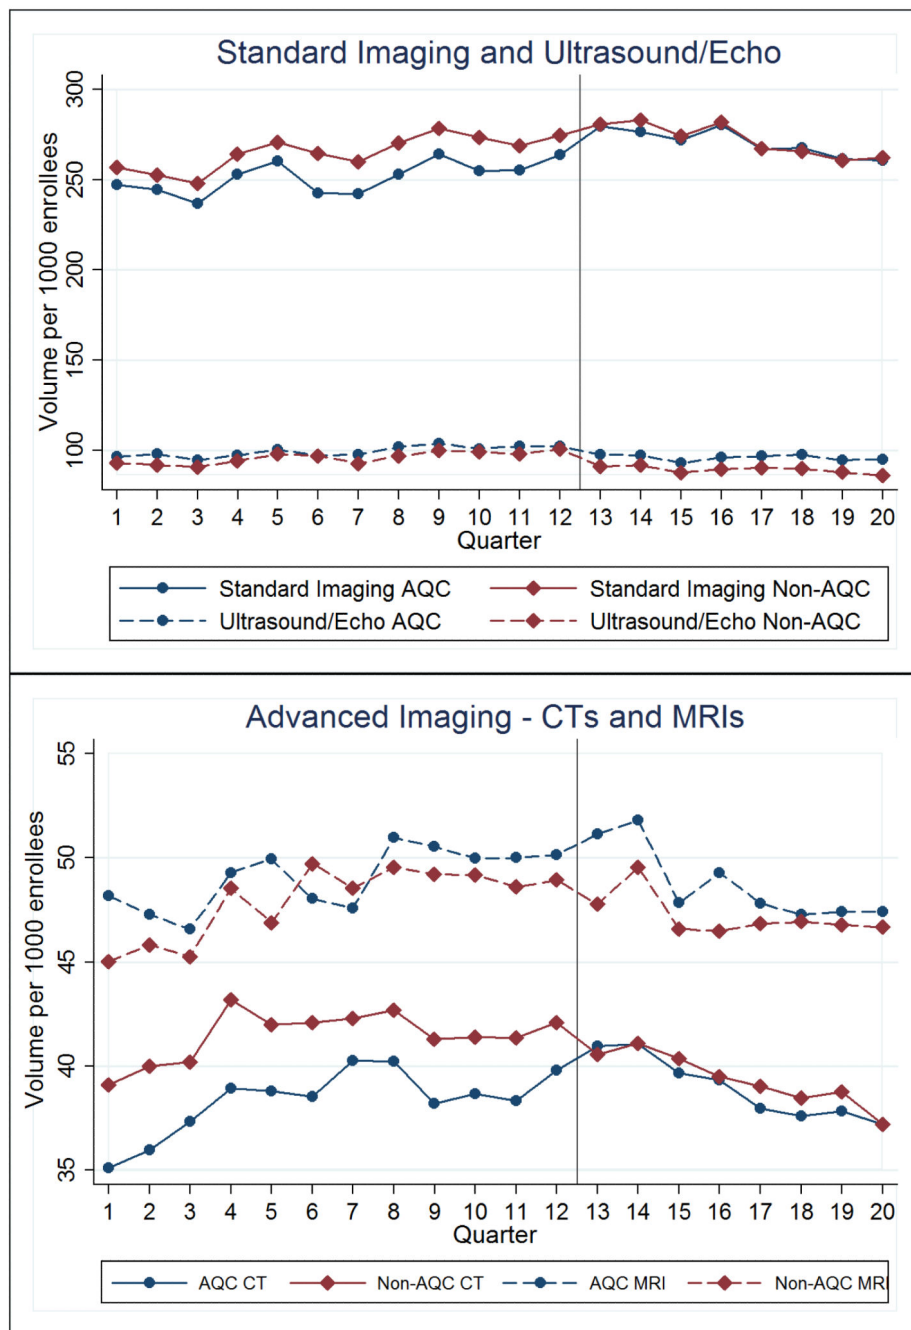 Standard Imaging and Ultrasound/Echo
Volume per 1000 enrollees
300
250
200
150
100
1 2 3 4 5 6 7 8 9 10 11 12 13 14 15 16 17 18 19 20
Quarter
Standard Imaging AQC Standard Imaging Non-AQC
Ultrasound/Echo AQC Ultrasound/Echo Non-AQC
Advanced Imaging - CTs and MRIs
Volume per 1000 enrollees
55
50
45
40
35
1 2 3 4 5 6 7 8 9 10 11 12 13 14 15 16 17 18 19 20
Quarter
AQC CT Non-AQC CT AQC MRI Non-AQC MRI